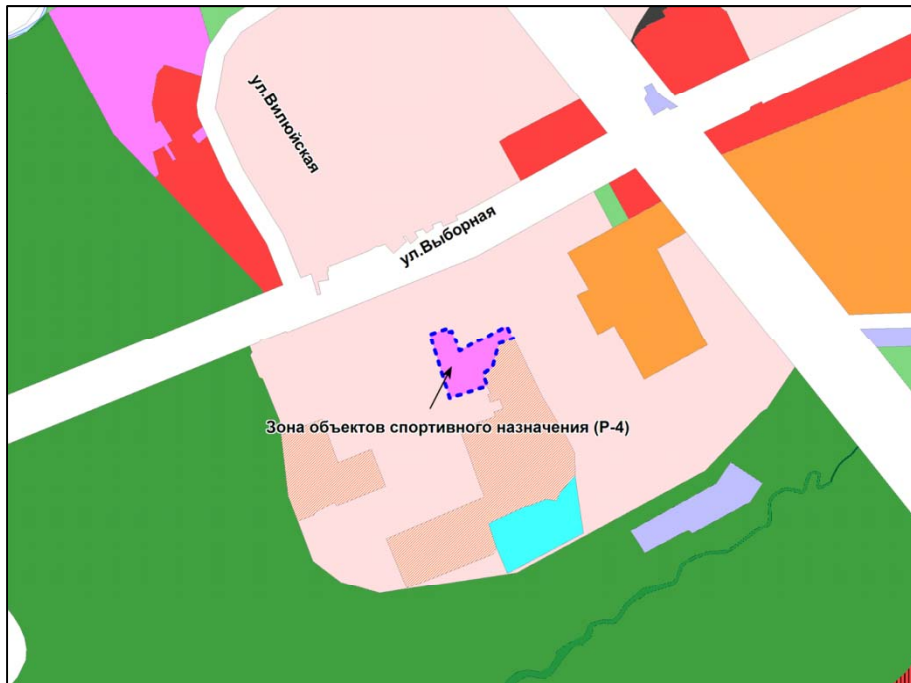 ул.Вилюйская
ул.Выборная
Зона объектов спортивного назначения (Р-4)